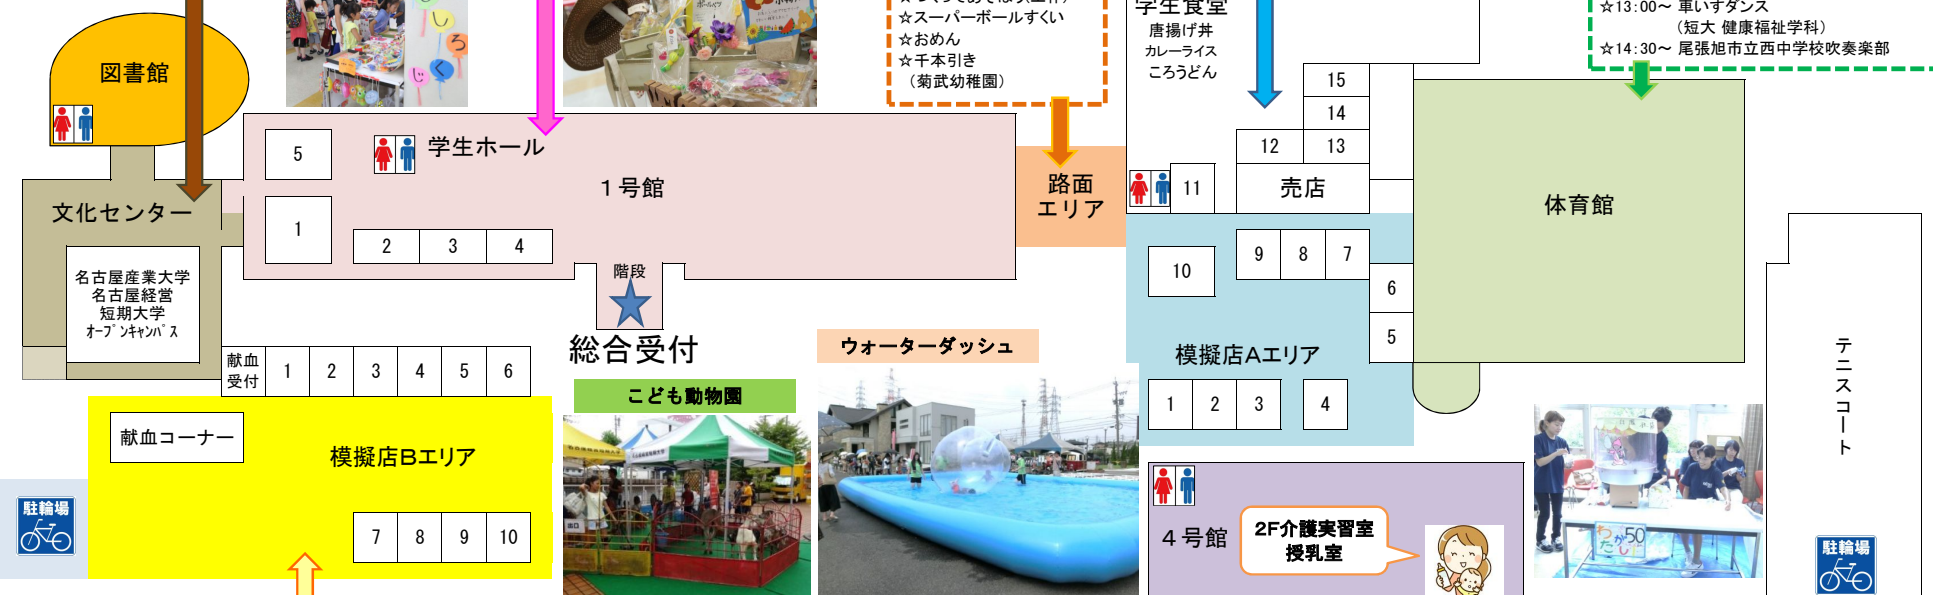 ☆スーパーボールすくい
☆おめん
☆千本引き
（菊武幼稚園）
学生食堂
唐揚げ丼
カレーライス
ころうどん
☆13:00～ 車いすダンス
（短大 健康福祉学科）
☆14:30～ 尾張旭市立西中学校吹奏楽部
図書館
文化センター
名古屋産業大学
名古屋経営
短期大学
ｵｰﾌﾟﾝｷｬﾝﾊﾟｽ
5
1
学生ホール
１号館
2 3 4
階段
総合受付
路面
エリア
15
14
12 13
11
売店
10
9 8 7
6
5
模擬店Aエリア
1 2 3 4
体育館
テニスコート
献血
受付
1 2 3 4 5 6
献血コーナー
模擬店Bエリア
7 8 9 10
駐輪場
こども動物園
ウォーターダッシュ
４号館
2F介護実習室
授乳室
駐輪場